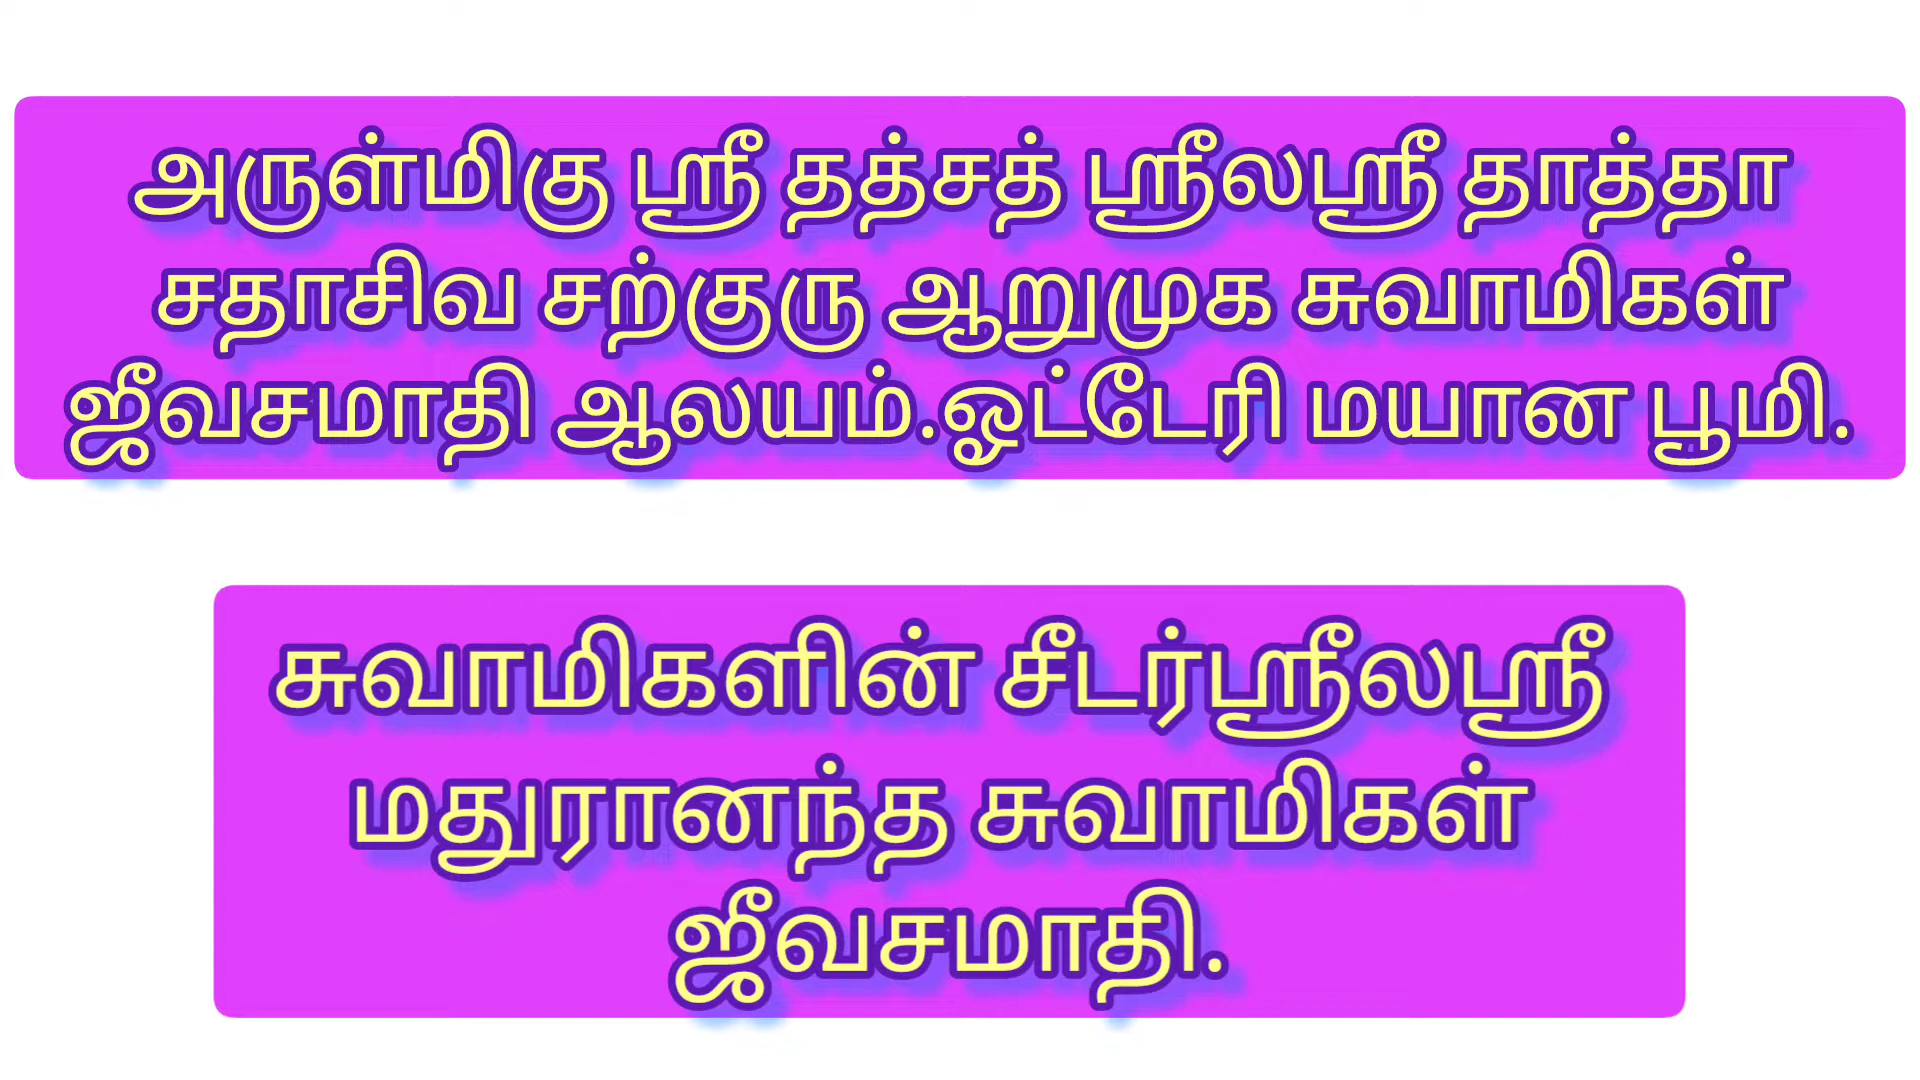 அருள்மிகு ஸ்ரீ தத்சத் ஸ்ரீலஸ்ரீ தாத்தா
சதாசிவ சற்குரு ஆறுமுக சுவாமிகள்
ஜீவசமாதி ஆலயம்.ஓட்டேரி மயான பூமி.
சுவாமிகளின் சீடர்ஸ்ரீலஸ்ரீ
மதுரானந்த சுவாமிகள்
ஜீவசமாதி.